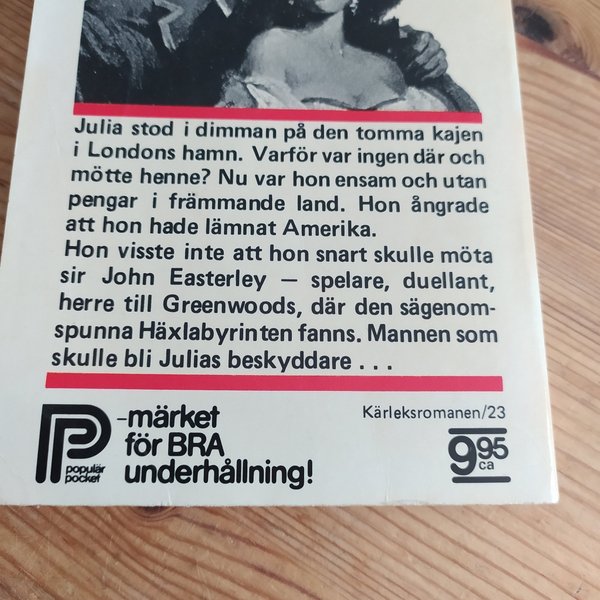 Julia stod i dimman på den tomma kajen
i Londons hamn. Varför var ingen där och
mötte henne? Nu var hon ensam och utan
pengar i främmande land. Hon ångrade
att hon hade lämnat Amerika.
Hon visste inte att hon snart skulle möta
sir John Easterley – spelare, duellant,
herre till Greenwoods, där den sägenom-
spunna Häxlabyrinten fanns. Mannen som
skulle bli Julias beskyddare . . .
populär
pocket
-märket
för BRA
underhållning!
Kärleksromanen/23
9.95
ca